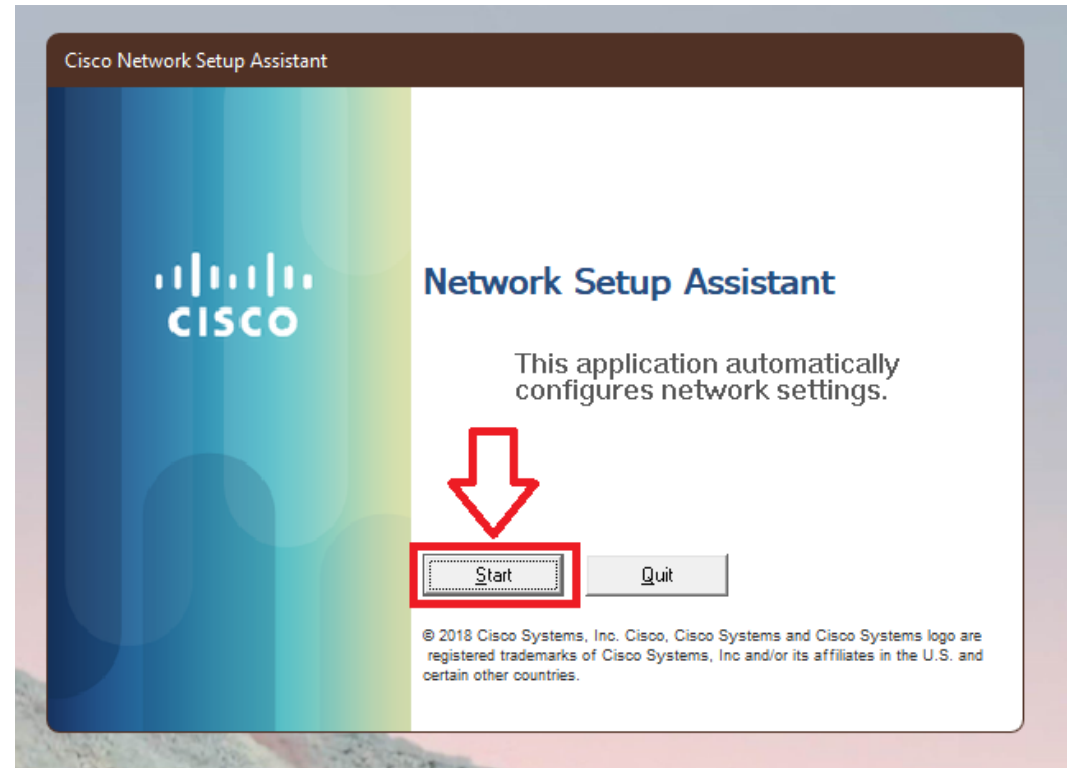 Cisco Network Setup Assistant
CISCO
Network Setup Assistant
This application automatically
configures network settings.
Start
Quit
© 2018 Cisco Systems, Inc. Cisco, Cisco Systems and Cisco Systems logo are
registered trademarks of Cisco Systems, Inc and/or its affiliates in the U.S. and
certain other countries.